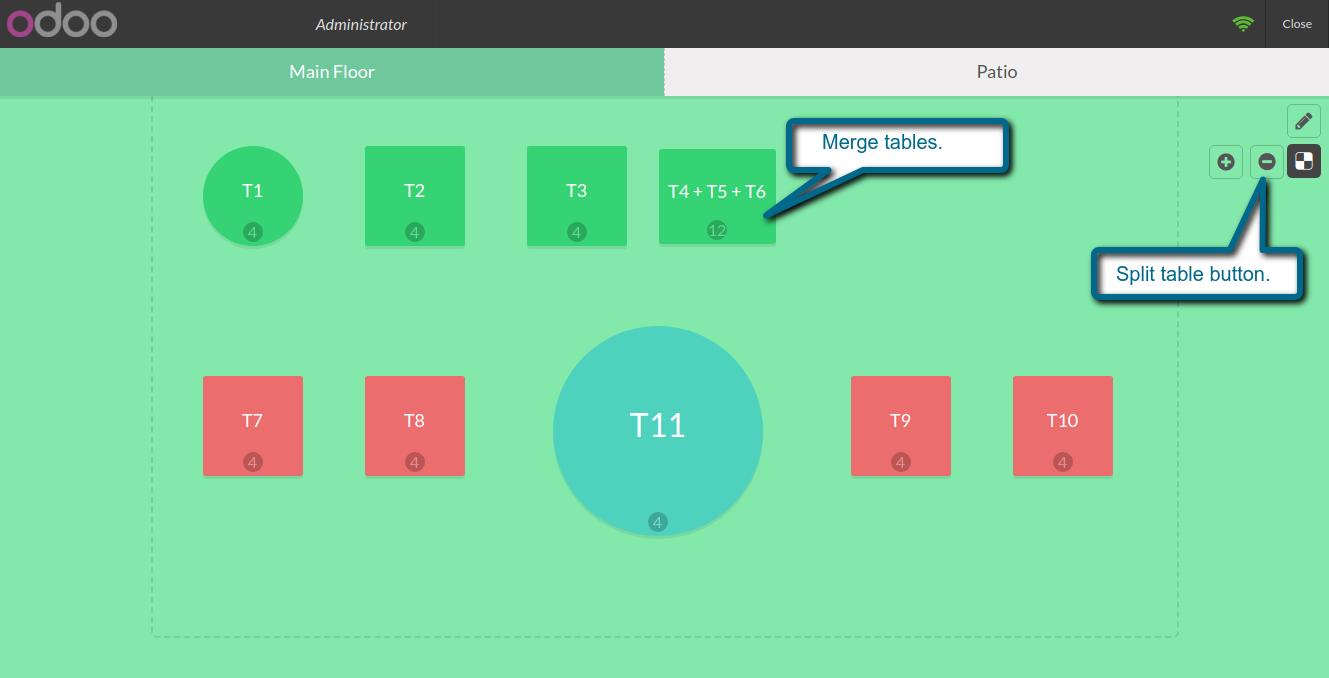 odoo
Administrator
Close
Main Floor
Patio
Merge tables.
T1
T2
T3
T4 + T5 + T6
4
4
4
12
Split table button.
T7
T8
T11
T9
T10
4
4
4
4
4